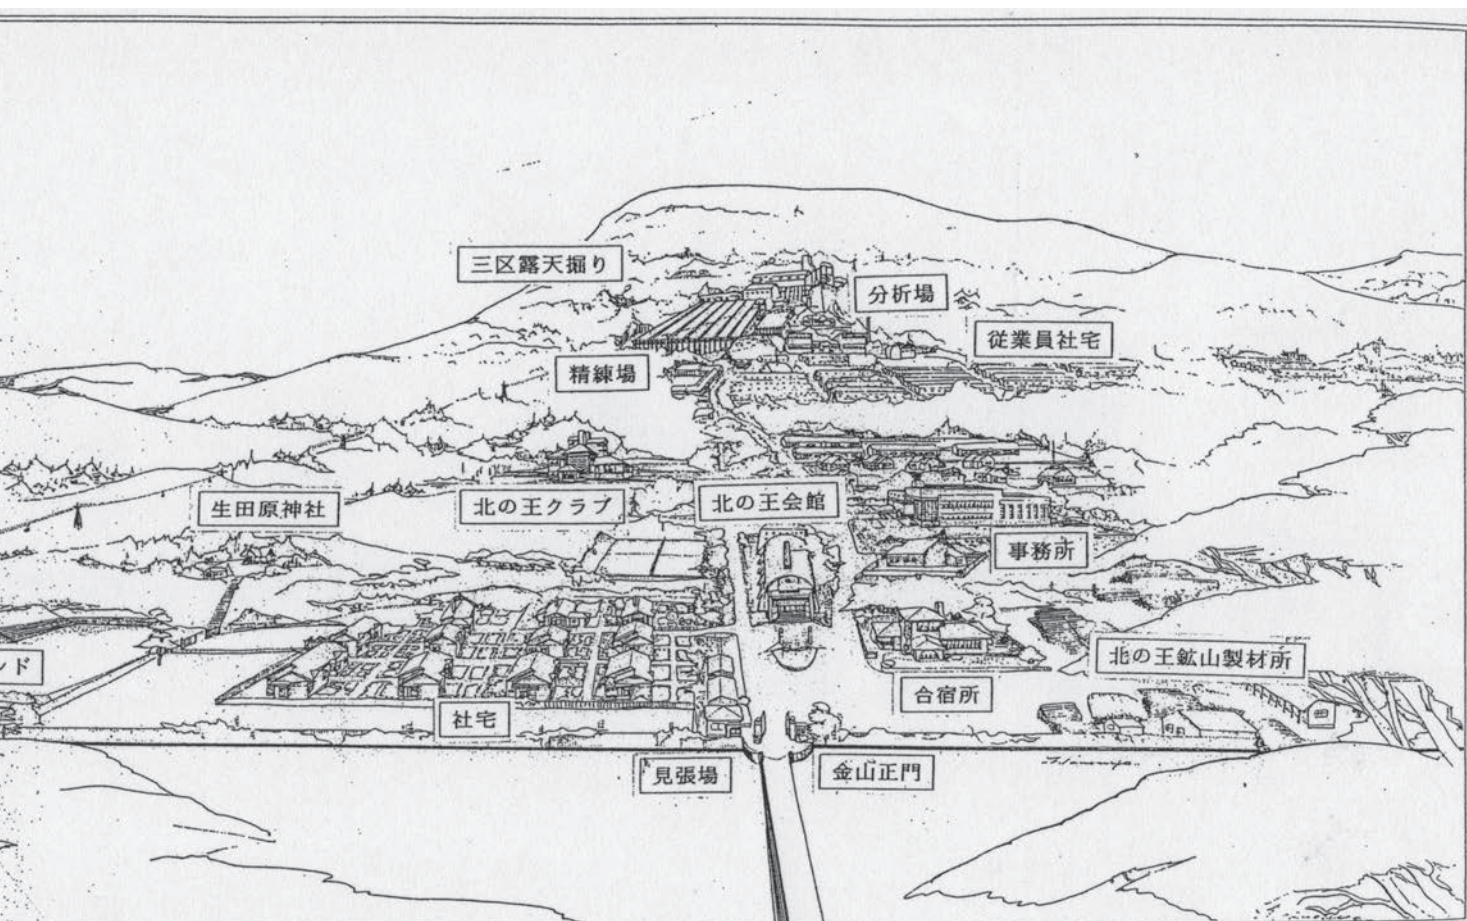 三区露天掘り
分析場
従業員社宅
精練場
生田原神社
北の王クラブ
北の王会館
事務所
ンド
北の王鉱山製材所
合宿所
社宅
見張場
金山正門